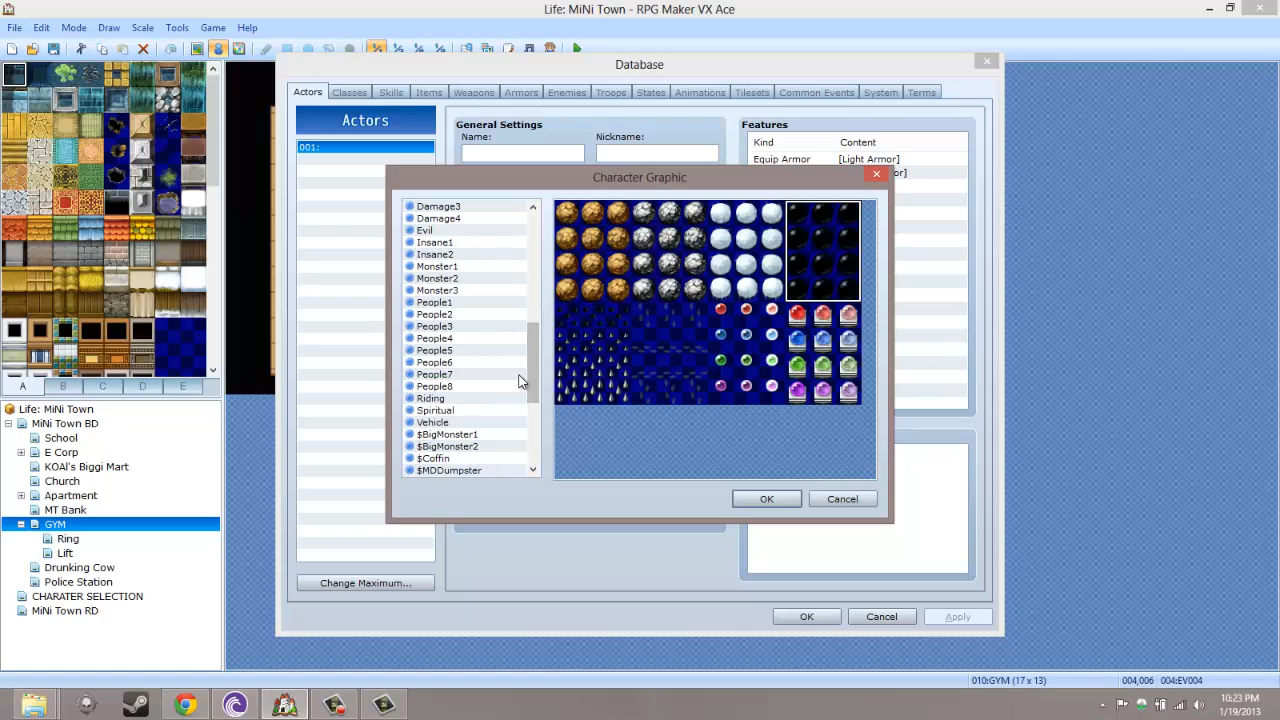 Life: MiNi Town - RPG Maker VX Ace
File Edit Mode Draw Scale Tools Game Help
Database
Actors Classes Skills Items Weapons Armors Enemies Troops States Animations Tilesets Common Events System Terms
Actors
001:
Change Maximum...
General Settings
Name: Nickname:
Features
Kind Content
Equip Armor [Light Armor]
or]
Character Graphic
Damage3
Damage4
Evil
Insane1
Insane2
Monster1
Monster2
Monster3
People1
People2
People3
People4
People5
People6
People7
People8
Riding
Spiritual
Vehicle
$BigMonster1
$BigMonster2
$Coffin
$MDDumpster
OK Cancel
OK Cancel Apply
A B C D E
Life: MiNi Town
MiNi Town BD
School
E Corp
KOAl's Biggi Mart
Church
Apartment
MT Bank
GYM
Ring
Lift
Drunking Cow
Police Station
CHARATER SELECTION
MiNi Town RD
010:GYM (17 x 13) 004,006 004:EV004
10:23 PM
1/19/2013